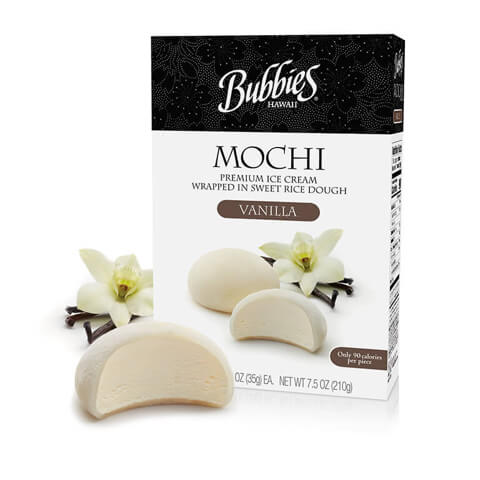 Bubbies®
HAWAII
MOCHI
PREMIUM ICE CREAM
WRAPPED IN SWEET RICE DOUGH
VANILLA
Only 90 calories
per piece
OZ (35g) EA. NET WT 7.5 OZ (210g)